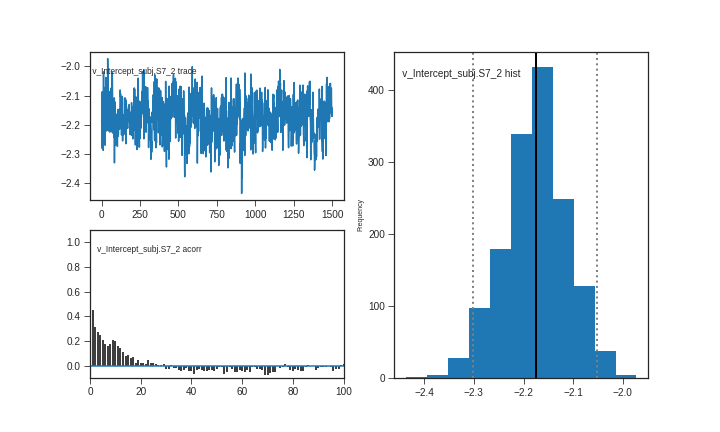 v_Intercept_subj.S7_2 trace
−2.0
−2.1
−2.2
−2.3
−2.4
0 250 500 750 1000 1250 1500
v_Intercept_subj.S7_2 acorr
1.0
0.8
0.6
0.4
0.2
0.0
0 20 40 60 80 100
v_Intercept_subj.S7_2 hist
Frequency
400
300
200
100
0
−2.4 −2.3 −2.2 −2.1 −2.0